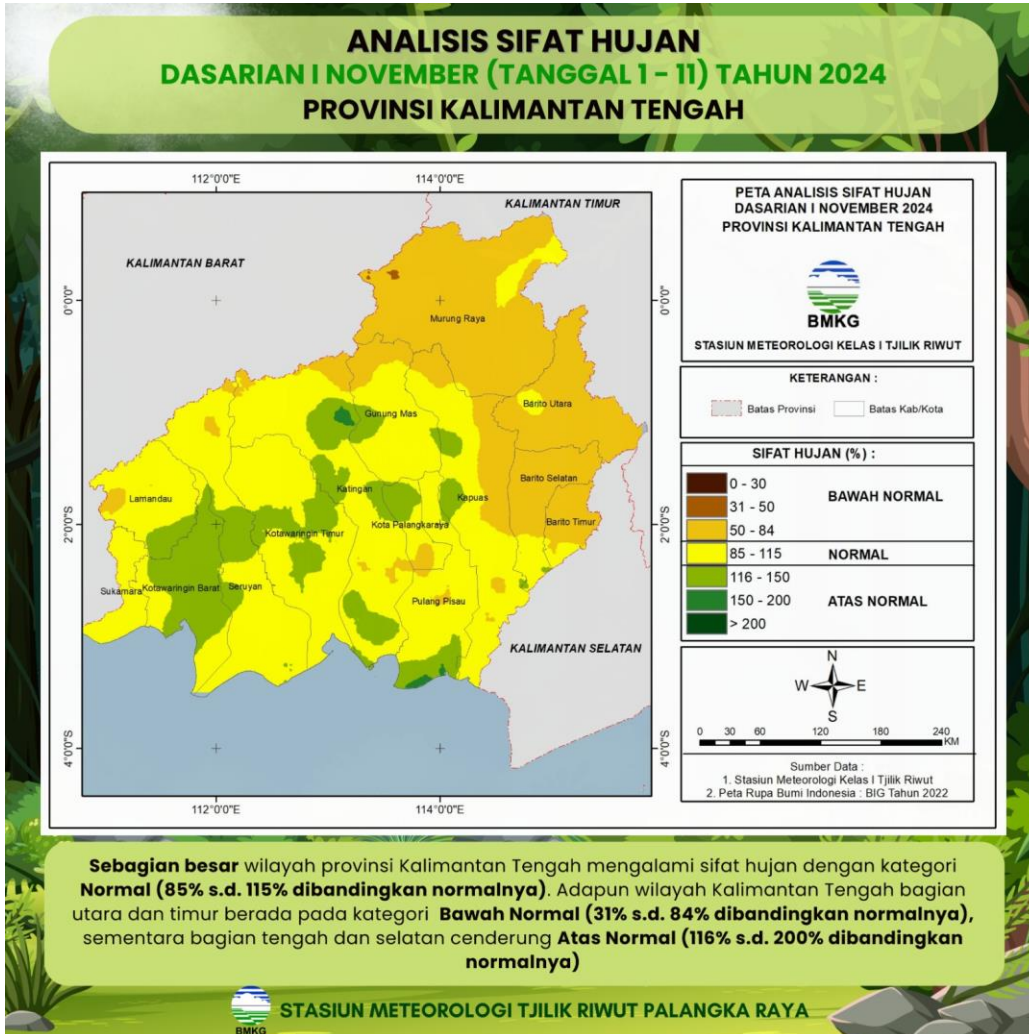 ANALISIS SIFAT HUJAN
DASARIAN I NOVEMBER (TANGGAL 1 - 11) TAHUN 2024
PROVINSI KALIMANTAN TENGAH
112°0'0"E
114°0'0"E
KALIMANTAN TIMUR
KALIMANTAN BARAT
0°0'0"
0°0'0"
Murung Raya
Barito Utara
Gunung Mas
Barito Selatan
Lamandau
Katingan
Kapuas
2°0'0"S
2°0'0"S
Barito Timur
Kotawaringin Timur
Kota Palangkaraya
Sukamara
Kotawaringin Barat
Seruyan
Pulang Pisau
KALIMANTAN SELATAN
4°0'0"S
4°0'0"S
112°0'0"E
114°0'0"E
PETA ANALISIS SIFAT HUJAN
DASARIAN I NOVEMBER 2024
PROVINSI KALIMANTAN TENGAH
BMKG
STASIUN METEOROLOGI KELAS I TJILIK RIWUT
KETERANGAN :
Batas Provinsi
Batas Kab/Kota
SIFAT HUJAN (%) :
0 - 30
31 - 50
BAWAH NORMAL
50 - 84
85 - 115
NORMAL
116 - 150
150 - 200
ATAS NORMAL
> 200
N
W
E
S
0 30 60 120 180 240
KM
Sumber Data :
1. Stasiun Meteorologi Kelas I Tjilik Riwut
2. Peta Rupa Bumi Indonesia : BIG Tahun 2022
Sebagian besar wilayah provinsi Kalimantan Tengah mengalami sifat hujan dengan kategori
Normal (85% s.d. 115% dibandingkan normalnya). Adapun wilayah Kalimantan Tengah bagian
utara dan timur berada pada kategori Bawah Normal (31% s.d. 84% dibandingkan normalnya),
sementara bagian tengah dan selatan cenderung Atas Normal (116% s.d. 200% dibandingkan
normalnya)
BMKG
STASIUN METEOROLOGI TJILIK RIWUT PALANGKA RAYA